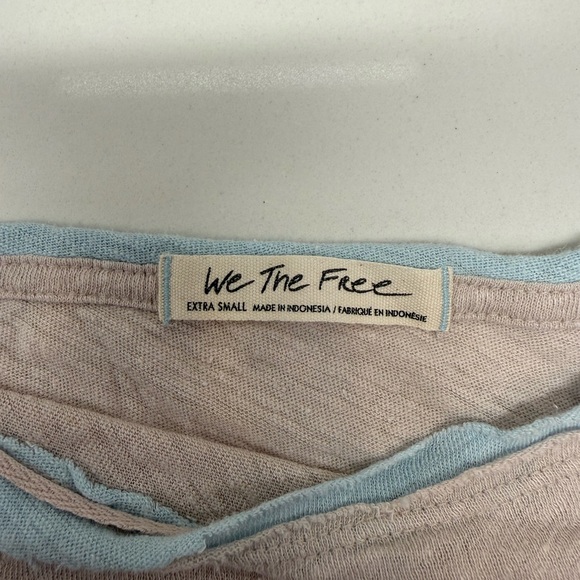 We The Free
EXTRA SMALL MADE IN INDONESIA / FABRIQUÉ EN INDONÉSIE